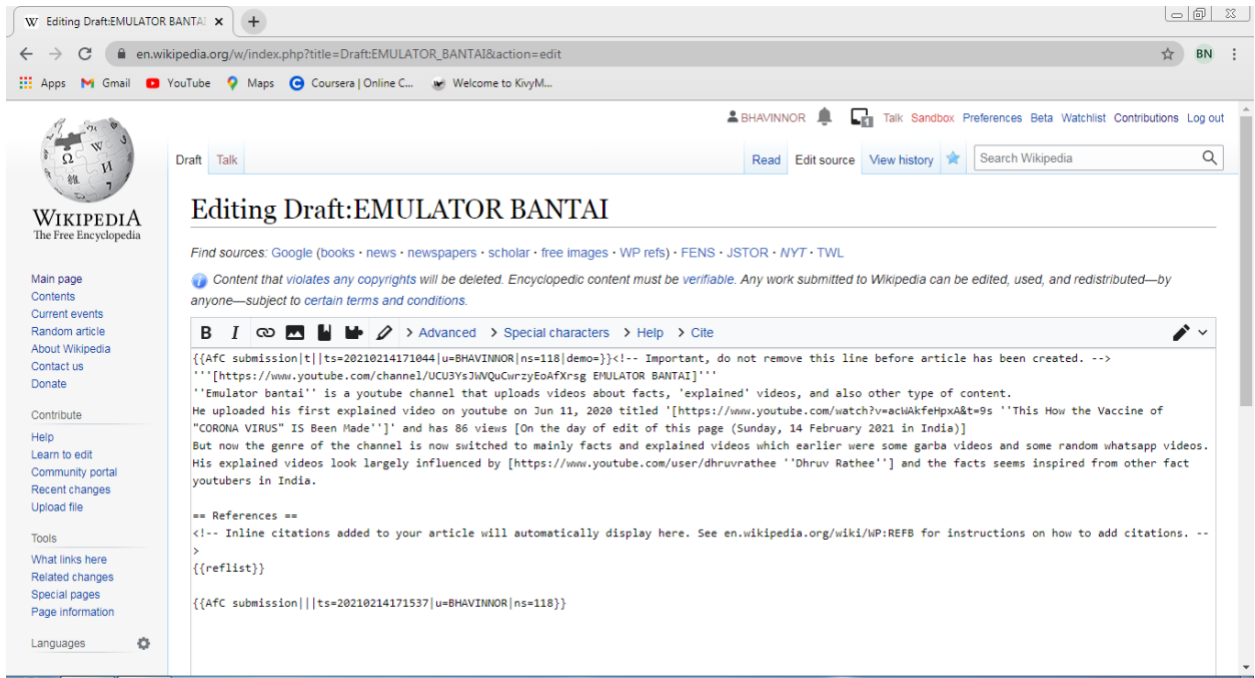 W Editing Draft:EMULATOR BANTAI
en.wikipedia.org/w/index.php?title=Draft:EMULATOR_BANTAI&action=edit
BN
Apps Gmail YouTube Maps Coursera | Online C... Welcome to KivyM...
BHAVINNOR 1 Talk Sandbox Preferences Beta Watchlist Contributions Log out
Draft Talk Read Edit source View history Search Wikipedia
WIKIPEDIA
The Free Encyclopedia
Main page
Contents
Current events
Random article
About Wikipedia
Contact us
Donate
Contribute
Help
Learn to edit
Community portal
Recent changes
Upload file
Tools
What links here
Related changes
Special pages
Page information
Languages
Editing Draft:EMULATOR BANTAI
Find sources: Google (books · news · newspapers · scholar · free images · WP refs) · FENS · JSTOR · NYT · TWL
Content that violates any copyrights will be deleted. Encyclopedic content must be verifiable. Any work submitted to Wikipedia can be edited, used, and redistributed—by
anyone—subject to certain terms and conditions.
B I > Advanced > Special characters > Help > Cite
{{AfC submission|t||ts=20210214171044|u=BHAVINNOR|ns=118|demo=}}<!-- Important, do not remove this line before article has been created. -->
'''[https://www.youtube.com/channel/UCU3YsJWVQuCwrzyEoAfXrsg EMULATOR BANTAI]'''
''Emulator bantai'' is a youtube channel that uploads videos about facts, 'explained' videos, and also other type of content.
He uploaded his first explained video on youtube on Jun 11, 2020 titled '[https://www.youtube.com/watch?v=acWAkfeHpxA&t=9s ''This How the Vaccine of
"CORONA VIRUS" IS Been Made'']' and has 86 views [On the day of edit of this page (Sunday, 14 February 2021 in India)]
But now the genre of the channel is now switched to mainly facts and explained videos which earlier were some garba videos and some random whatsapp videos.
His explained videos look largely influenced by [https://www.youtube.com/user/dhruvrathee ''Dhruv Rathee''] and the facts seems inspired from other fact
youtubers in India.
== References ==
<!-- Inline citations added to your article will automatically display here. See en.wikipedia.org/wiki/WP:REFB for instructions on how to add citations. --
>
{{reflist}}
{{AfC submission|||ts=20210214171537|u=BHAVINNOR|ns=118}}